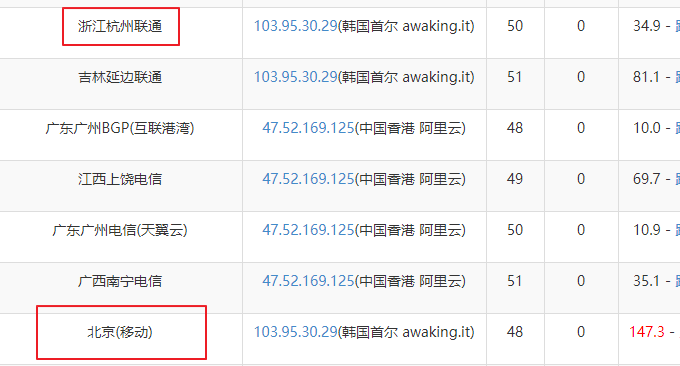 浙江杭州联通 103.95.30.29(韩国首尔 awaking.it) 50 0 34.9 -
吉林延边联通 103.95.30.29(韩国首尔 awaking.it) 51 0 81.1 -
广东广州BGP(互联港湾) 47.52.169.125(中国香港 阿里云) 48 0 10.0 -
江西上饶电信 47.52.169.125(中国香港 阿里云) 49 0 69.7 -
广东广州电信(天翼云) 47.52.169.125(中国香港 阿里云) 50 0 10.9 -
广西南宁电信 47.52.169.125(中国香港 阿里云) 51 0 35.1 -
北京(移动) 103.95.30.29(韩国首尔 awaking.it) 48 0 147.3 -